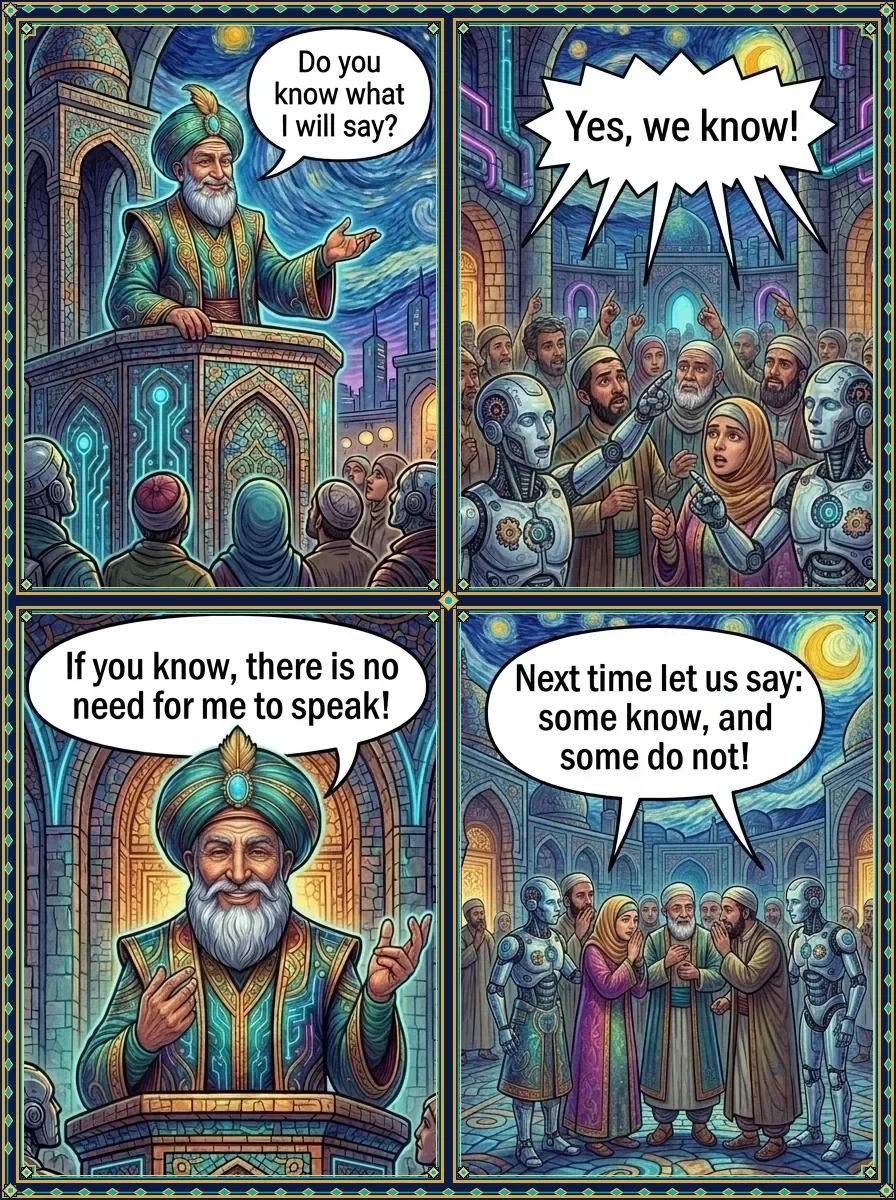 Do you
know what
I will say?
Yes, we know!
If you know, there is no
need for me to speak!
Next time let us say:
some know, and
some do not!